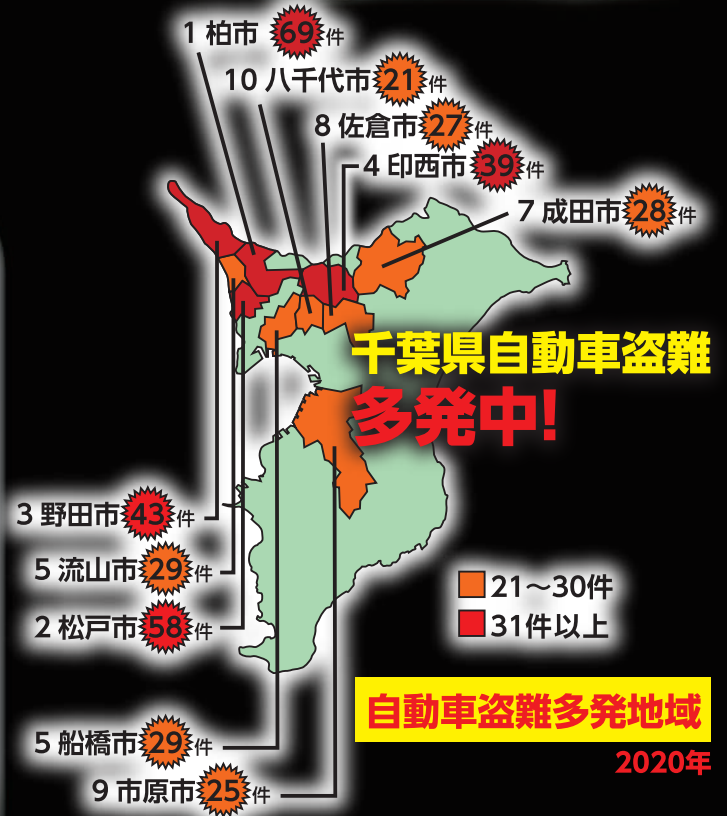 1 柏市 69件
10 八千代市 21件
8 佐倉市 27件
4 印西市 39件
7 成田市 28件
千葉県自動車盗難
多発中!
3 野田市 43件
5 流山市 29件
2 松戸市 58件
21～30件
31件以上
自動車盗難多発地域
2020年
5 船橋市 29件
9 市原市 25件